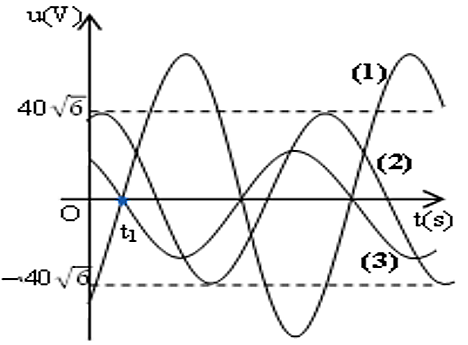 u(V)
(1)
40√6
(2)
O
t₁
t(s)
(3)
-40√6